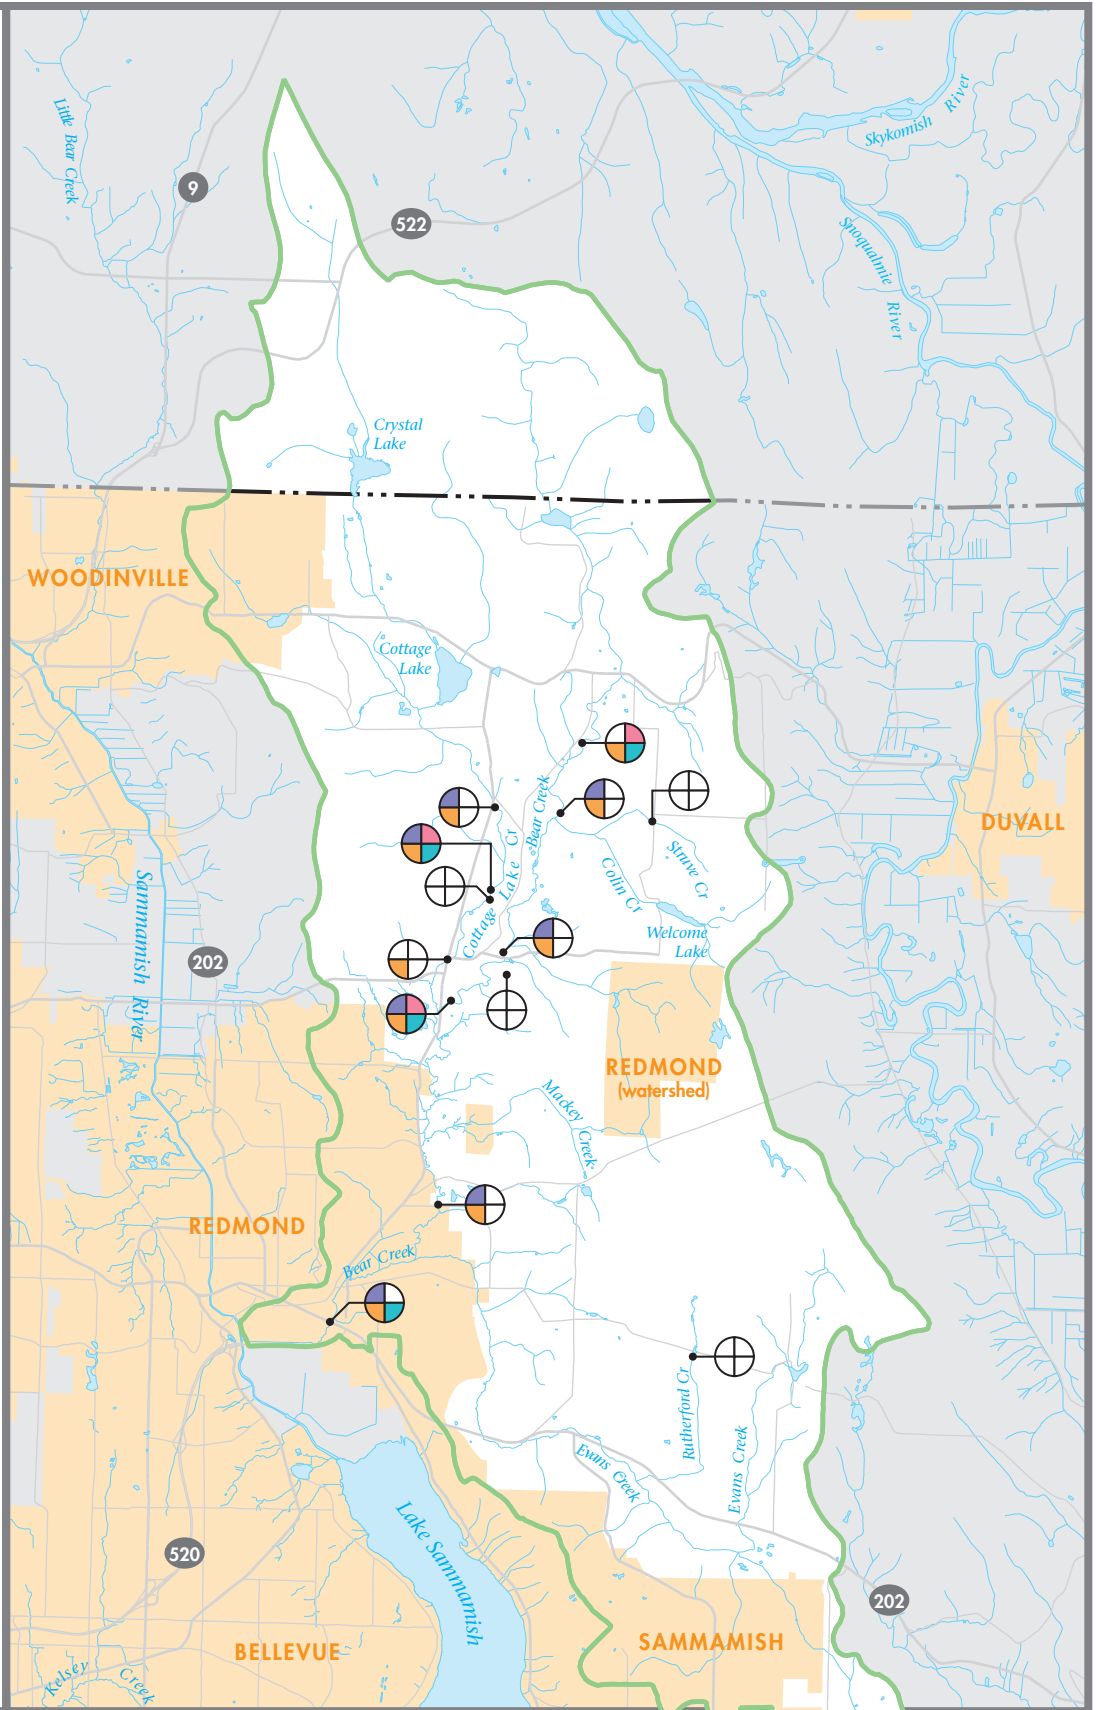 Little Bear Creek
9
522
Skykomish River
Snoqualmie River
Crystal
Lake
WOODINVILLE
Cottage
Lake
Bear Creek
Cottage Lake Cr
Colin Cr
Struve Cr
DUVALL
Welcome
Lake
Sammamish River
202
REDMOND
(watershed)
Mackey Creek
REDMOND
Bear Creek
Rutherford Cr
Evans Creek
Evans Creek
Lake Sammamish
520
202
BELLEVUE
SAMMAMISH
Kelsey Creek